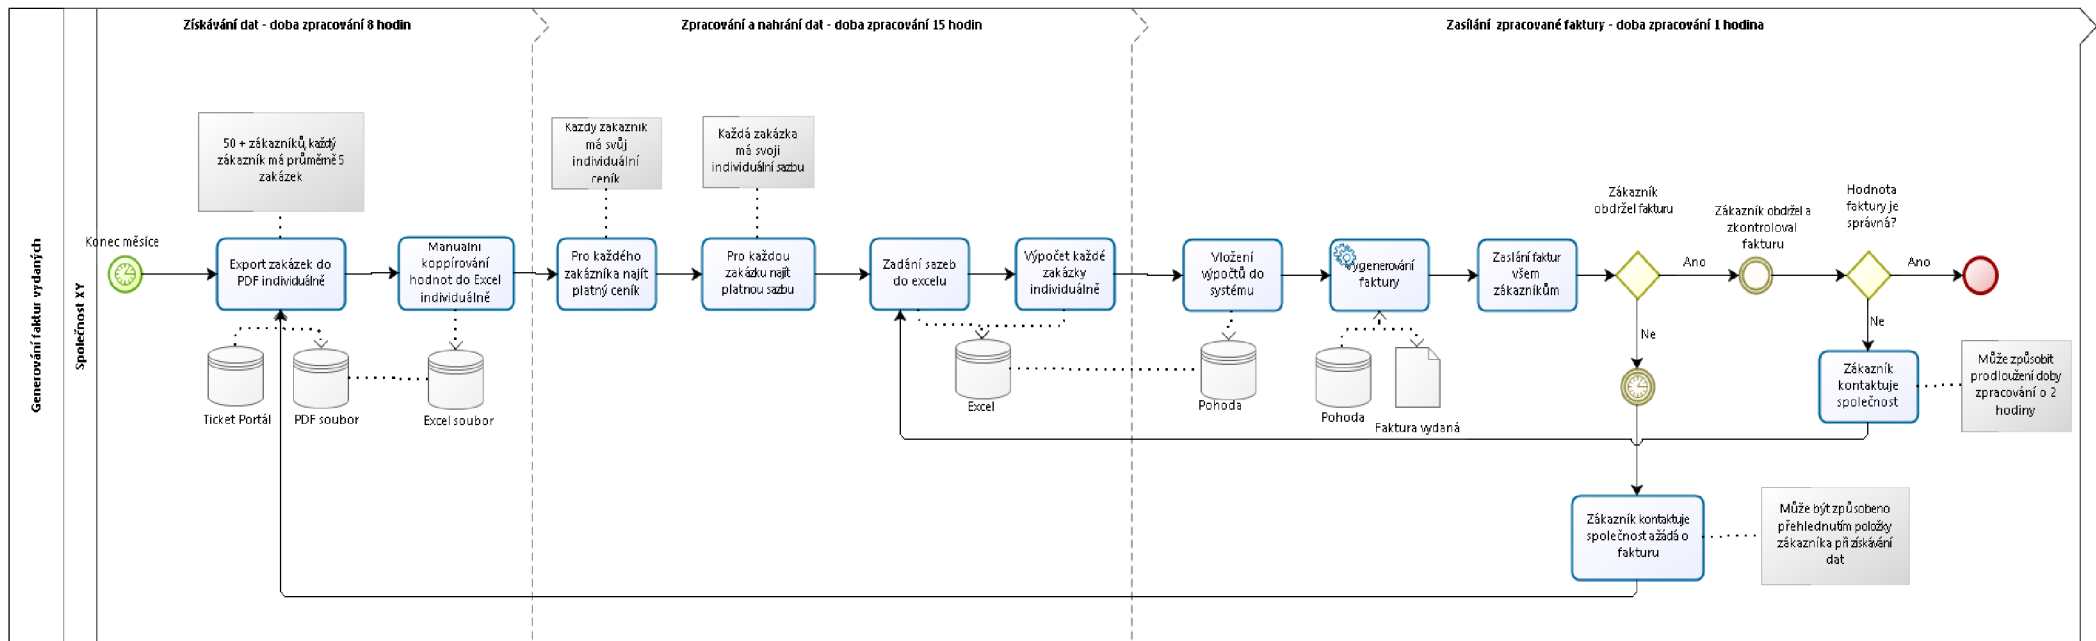 Generování faktur vydaných
Společnost XY
Získávání dat - doba zpracování 8 hodin
Zpracování a nahrání dat - doba zpracování 15 hodin
Zasílání zpracované faktury - doba zpracování 1 hodina
50 + zákazníků, každý
zákazník má průměrně 5
zakázek
Kazdy zakaznik
má svůj
individuální
ceník
Každá zakázka
má svoji
individuální sazbu
Konec měsíce
Export zakázek do
PDF individuálně
Manualní
koppírování
hodnot do Excel
individuálně
Pro každého
zakázníka najít
platný ceník
Pro každou
zakázku najít
platnou sazbu
Zadání sazeb
do excelu
Výpočet každé
zakázky
individuálně
Vložení
výpočtů do
systému
Vygenerování
faktury
Zaslání faktur
všem
zákazníkům
Zákazník
obdržel fakturu
Ano
Zákazník obdržel a
zkontroloval
fakturu
Hodnota
faktury je
správná?
Ano
Ne
Ne
Ticket Portál
PDF soubor
Excel soubor
Excel
Pohoda
Pohoda
Faktura vydaná
Zákazník
kontaktuje
společnost
Může způsobit
prodloužení doby
zpracování o 2
hodiny
Zákazník kontaktuje
společnost a žádá o
fakturu
Může být způsobeno
přehlednutím položky
zákazníka při získávání
dat